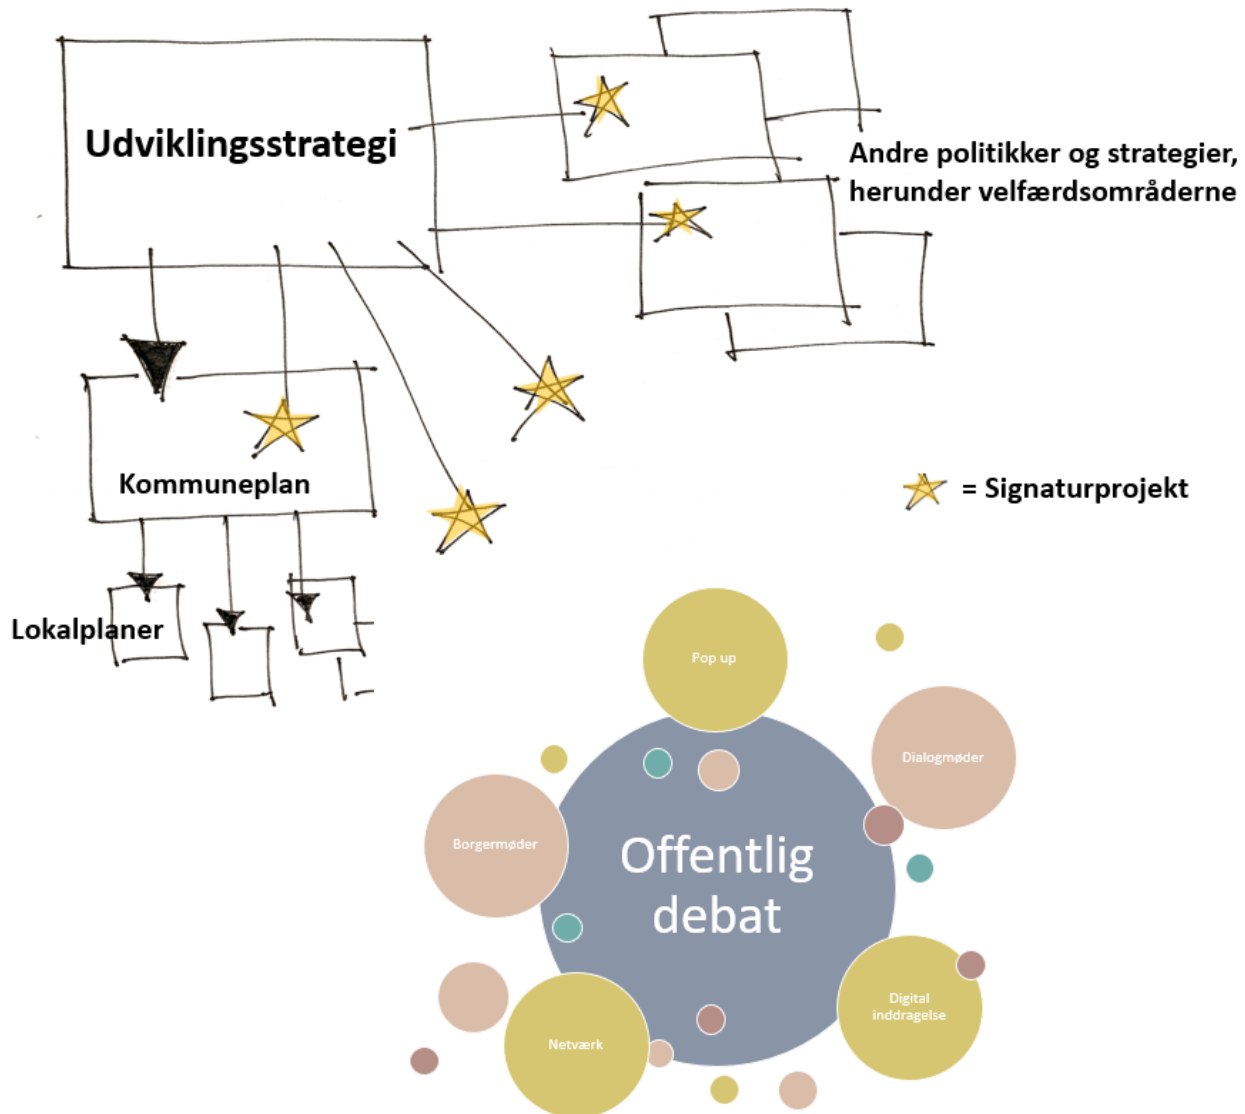 Udviklingsstrategi
Andre politikker og strategier,
herunder velfærdsområderne
Kommuneplan
= Signaturprojekt
Lokalplaner
Pop up
Dialogmøder
Borgermøder
Offentlig
debat
Digital
inddragelse
Netværk